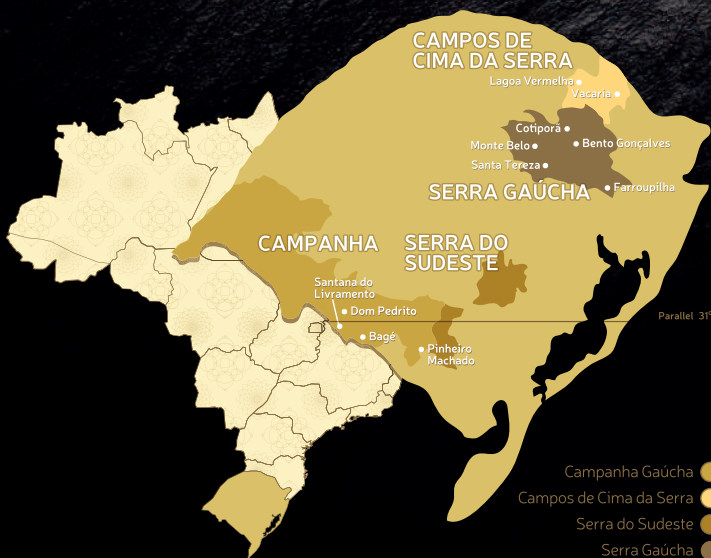 CAMPOS DE
CIMA DA SERRA
Lagoa Vermelha
Vacaria
Cotiporá
Bento Gonçalves
Monte Belo
Santa Tereza
SERRA GAÚCHA
Farroupilha
CAMPANHA
SERRA DO
SUDESTE
Santana do
Livramento
Dom Pedrito
Parallel 31°
Bagé
Pinheiro
Machado
Campanha Gaúcha
Campos de Cima da Serra
Serra do Sudeste
Serra Gaúcha